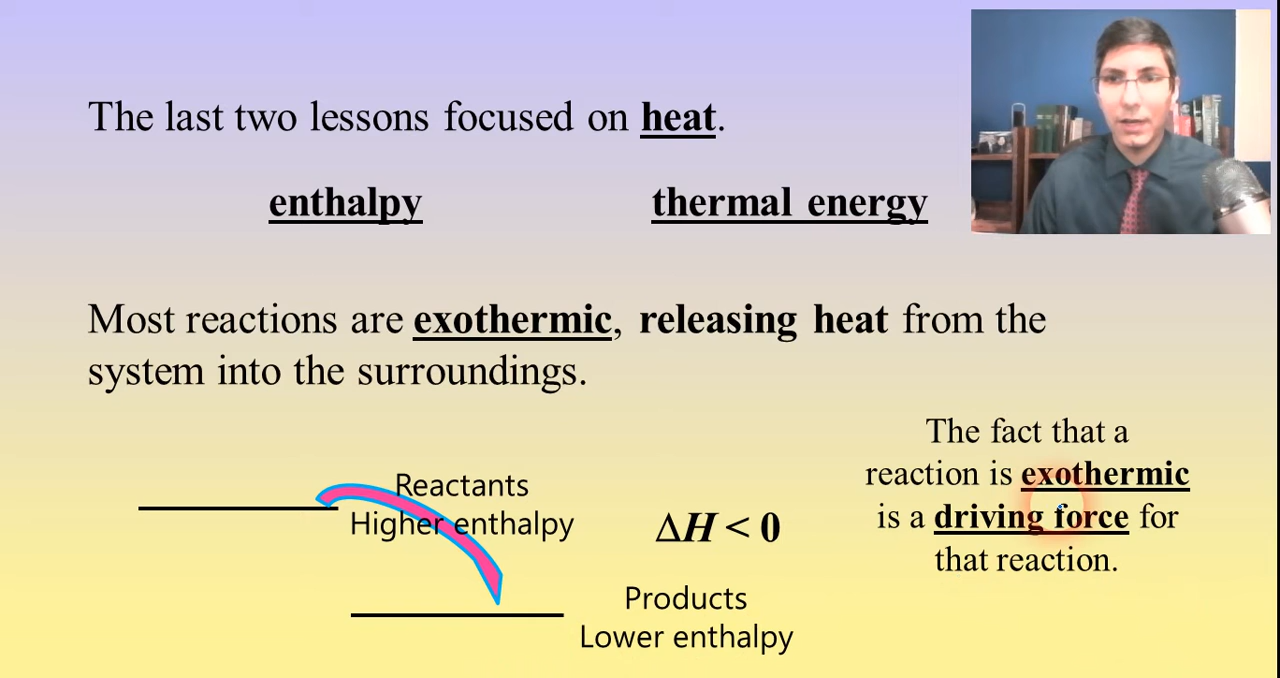 The last two lessons focused on heat.
enthalpy
thermal energy
Most reactions are exothermic, releasing heat from the
system into the surroundings.
Reactants
Higher enthalpy
ΔH < 0
Products
Lower enthalpy
The fact that a
reaction is exothermic
is a driving force for
that reaction.